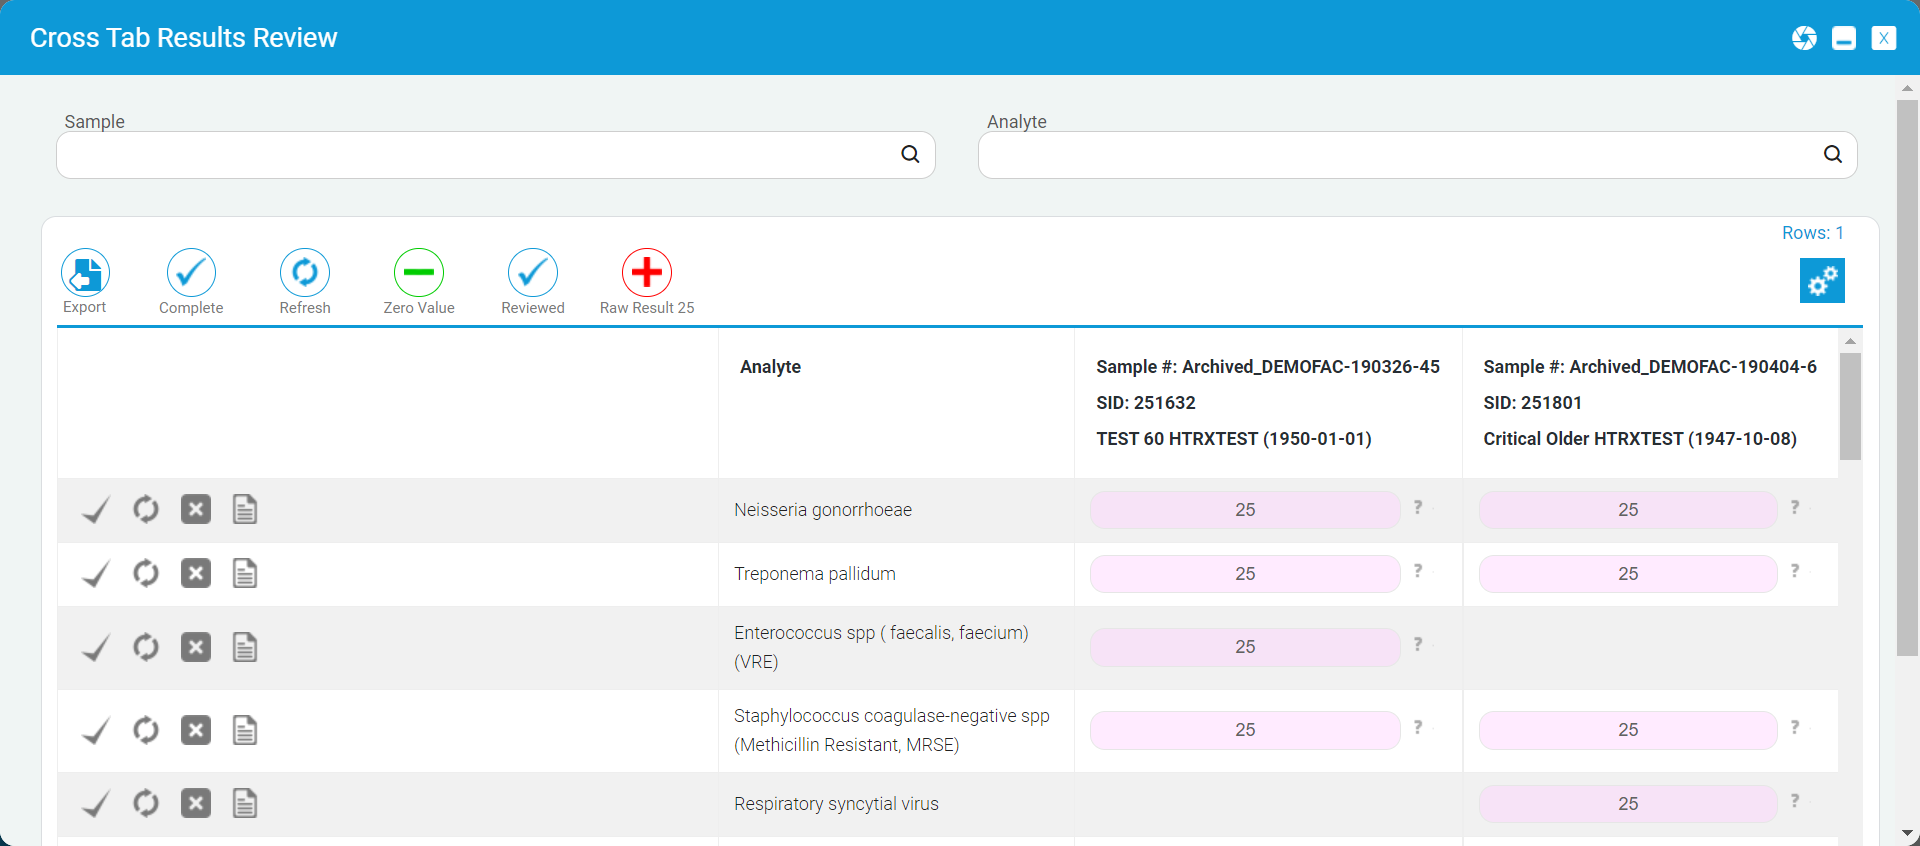 Cross Tab Results Review
X
Sample
Analyte
Rows: 1
Export
Complete
Refresh
Zero Value
Reviewed
Raw Result 25
Analyte
Sample #: Archived_DEMOFAC-190326-45
SID: 251632
TEST 60 HTRXTEST (1950-01-01)
Sample #: Archived_DEMOFAC-190404-6
SID: 251801
Critical Older HTRXTEST (1947-10-08)
Neisseria gonorrhoeae
25
?
25
?
Treponema pallidum
25
?
25
?
Enterococcus spp ( faecalis, faecium)
(VRE)
25
?
Staphylococcus coagulase-negative spp
(Methicillin Resistant, MRSE)
25
?
25
?
Respiratory syncytial virus
25
?